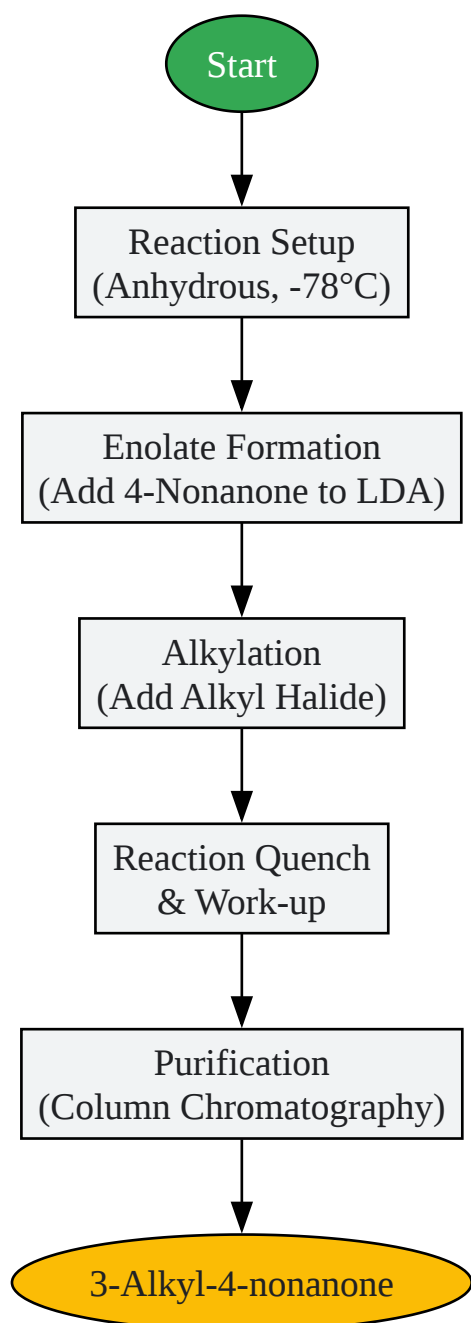 Start
Reaction Setup
(Anhydrous, -78°C)
Enolate Formation
(Add 4-Nonanone to LDA)
Alkylation
(Add Alkyl Halide)
Reaction Quench
& Work-up
Purification
(Column Chromatography)
3-Alkyl-4-nonanone